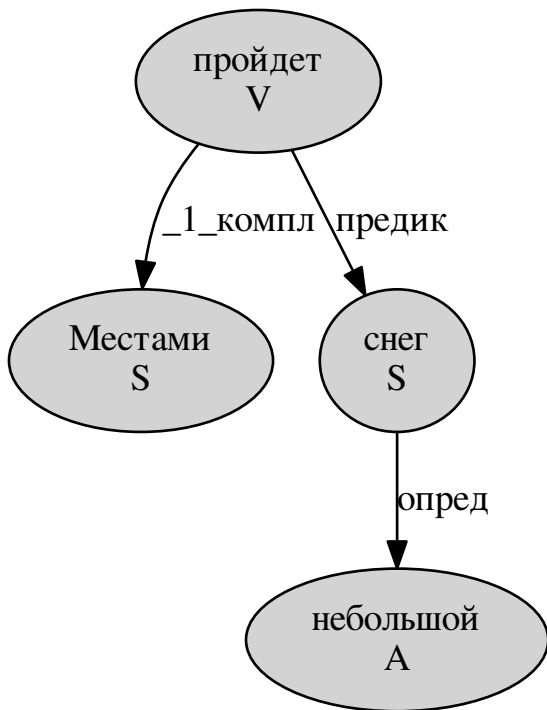 пройдет
V
_1_компл
предик
Местами
S
снег
S
опред
небольшой
A